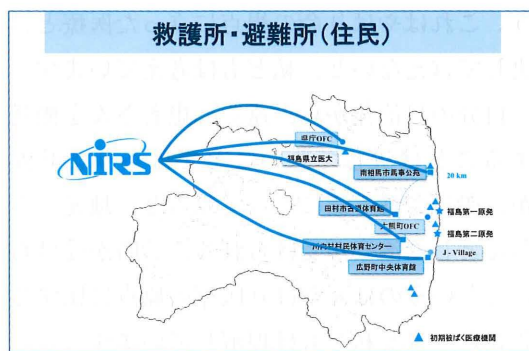 救護所・避難所(住民)
県庁OFC
福島県立医大
NIRS
南相馬市馬事公苑
20 km
田村市古道体育館
福島第一原発
大熊町OFC
福島第二原発
川内村村民体育センター
J - Village
広野町中央体育館
初期被ばく医療機関